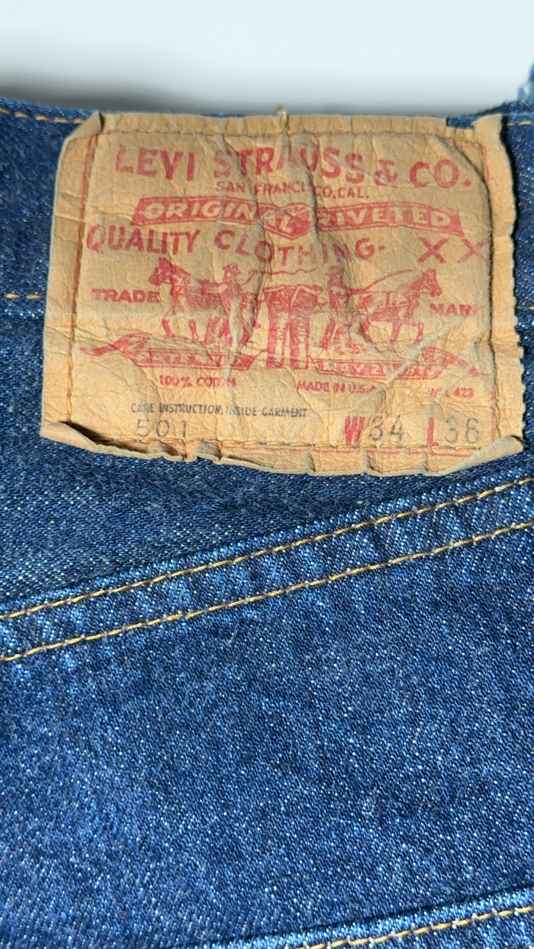 LEVI STRAUSS & CO.
SAN FRANCISCO, CAL.
ORIGINAL RIVETED
QUALITY CLOTHING- XX
TRADE MARK
100% COTTON MADE IN U.S.A. 423
CARE INSTRUCTION INSIDE GARMENT
501 W34 L36